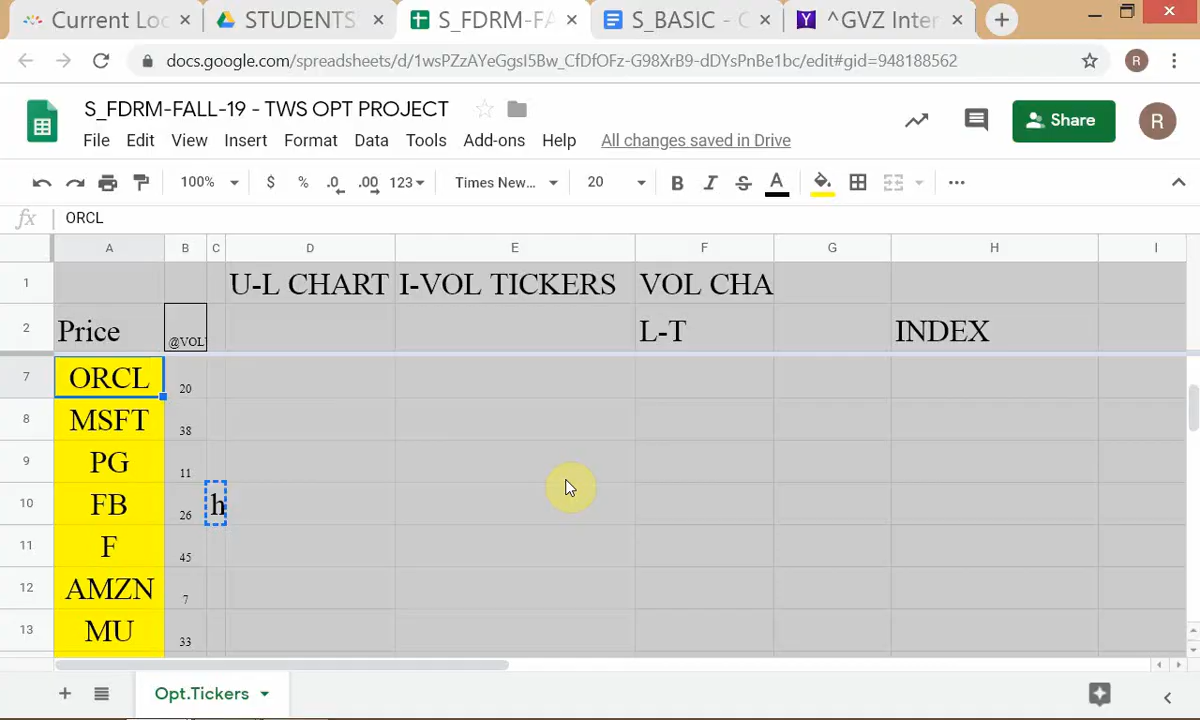 Current Loc
STUDENTS
S_FDRM-FA
S_BASIC - G
^GVZ Inter
docs.google.com/spreadsheets/d/1wsPZzAYeGgsI5Bw_CfDfOFz-G98XrB9-dDYsPnBe1bc/edit#gid=948188562
R
S_FDRM-FALL-19 - TWS OPT PROJECT
File Edit View Insert Format Data Tools Add-ons Help All changes saved in Drive
Share
R
100% $ % .0 .00 123 Times New... 20 B I S A ...
fx ORCL
A B C D E F G H I
1 U-L CHART I-VOL TICKERS VOL CHA
2 Price @VOL L-T INDEX
7 ORCL 20
8 MSFT 38
9 PG 11
10 FB 26 h
11 F 45
12 AMZN 7
13 MU 33
Opt.Tickers